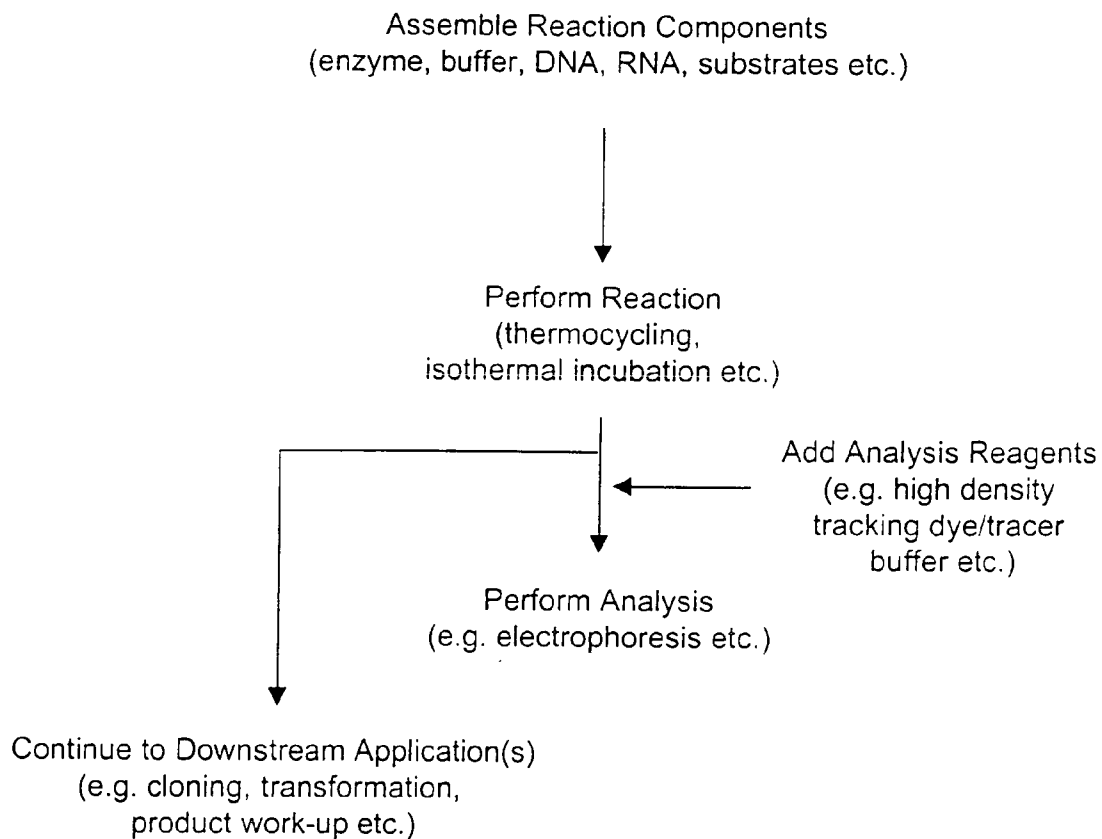 Assemble Reaction Components
(enzyme, buffer, DNA, RNA, substrates etc.)
Perform Reaction
(thermocycling,
isothermal incubation etc.)
Add Analysis Reagents
(e.g. high density
tracking dye/tracer
buffer etc.)
Perform Analysis
(e.g. electrophoresis etc.)
Continue to Downstream Application(s)
(e.g. cloning, transformation,
product work-up etc.)